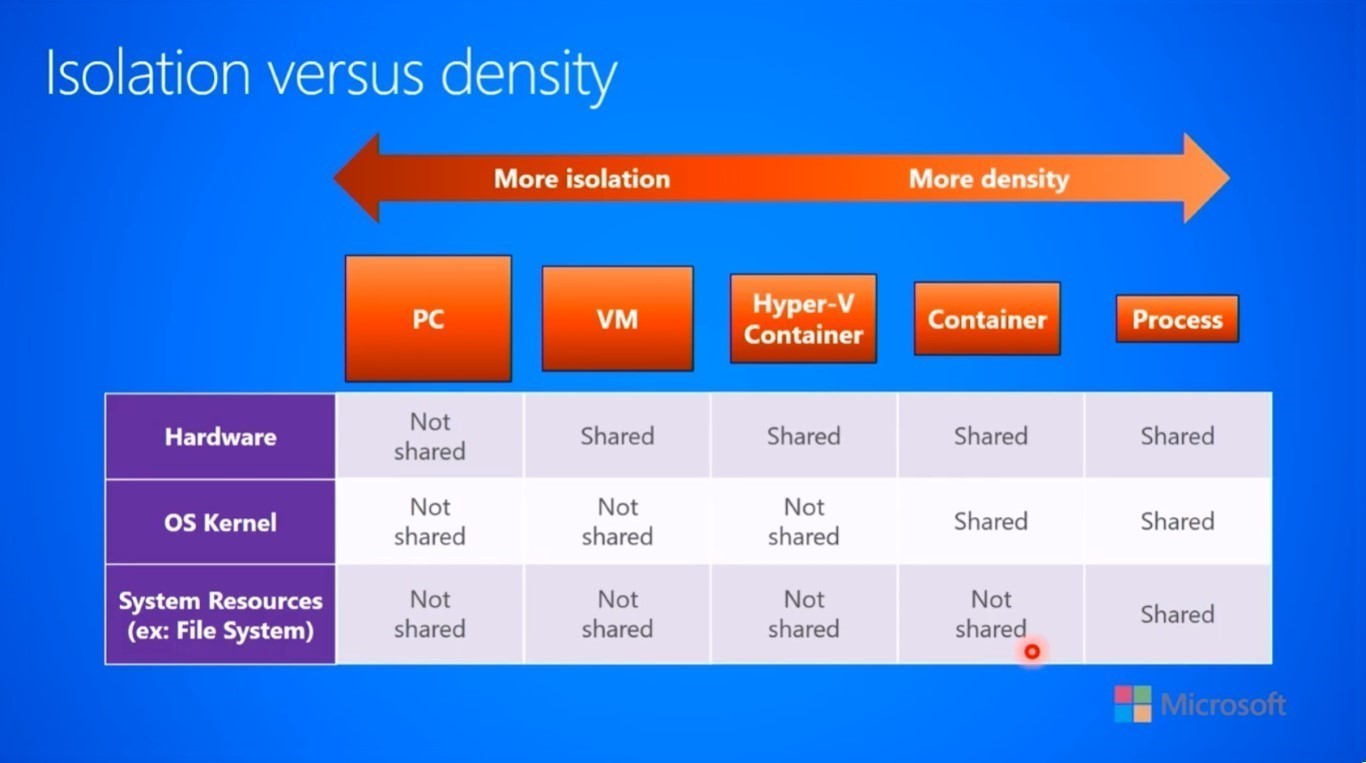 Isolation versus density
More isolation
More density
PC
VM
Hyper-V
Container
Container
Process
Hardware
Not
shared
Shared
Shared
Shared
Shared
OS Kernel
Not
shared
Not
shared
Not
shared
Shared
Shared
System Resources
(ex: File System)
Not
shared
Not
shared
Not
shared
Not
shared
Shared
Microsoft